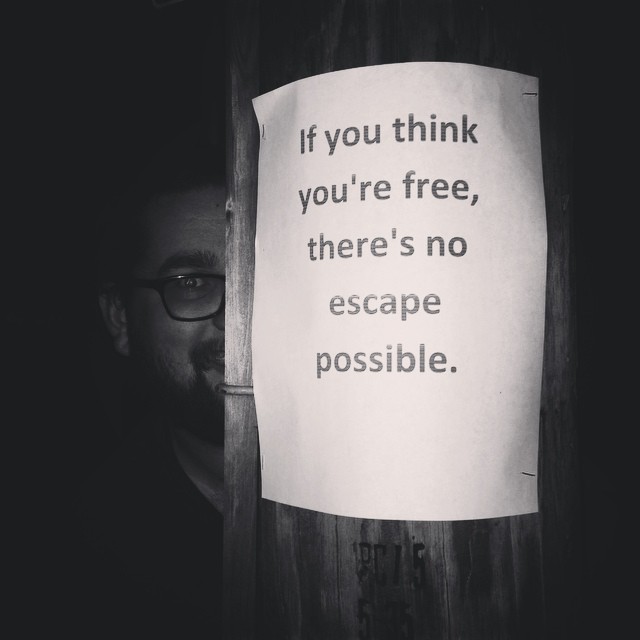 If you think
you're free,
there's no
escape
possible.